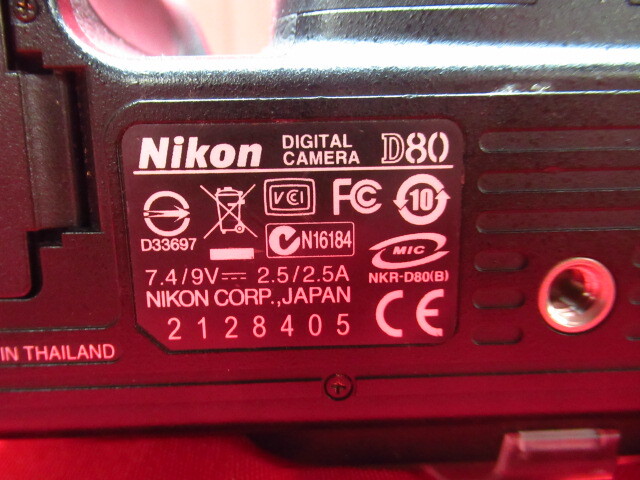 Nikon DIGITAL CAMERA D80
VCI FC 10
D33697 N16184 MIC
7.4/9V⎓ 2.5/2.5A NKR-D80(B)
NIKON CORP.,JAPAN
2128405 CE
IN THAILAND